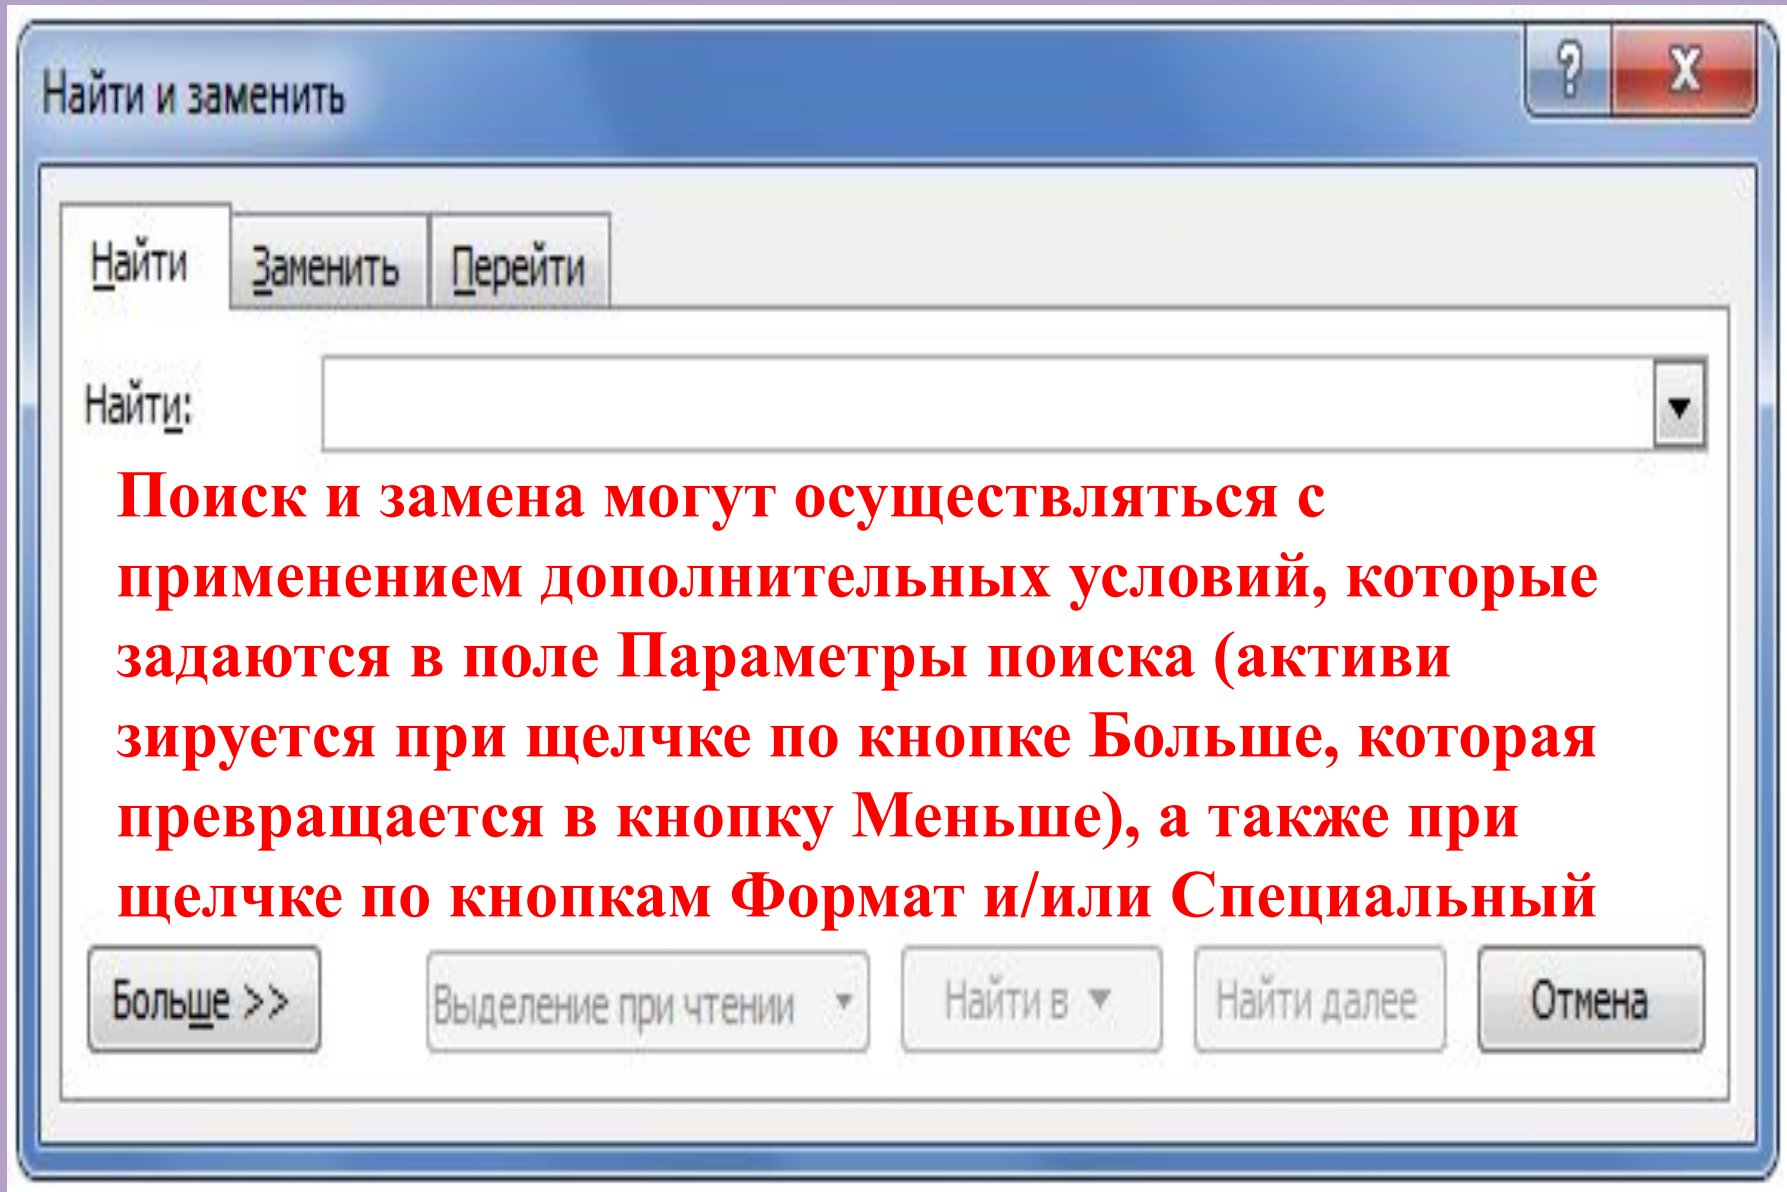 Найти и заменить ? X
Найти Заменить Перейти
Найти:
Поиск и замена могут осуществляться с
применением дополнительных условий, которые
задаются в поле Параметры поиска (активи
зируется при щелчке по кнопке Больше, которая
превращается в кнопку Меньше), а также при
щелчке по кнопкам Формат и/или Специальный
Больше >> Выделение при чтении Найти в Найти далее Отмена